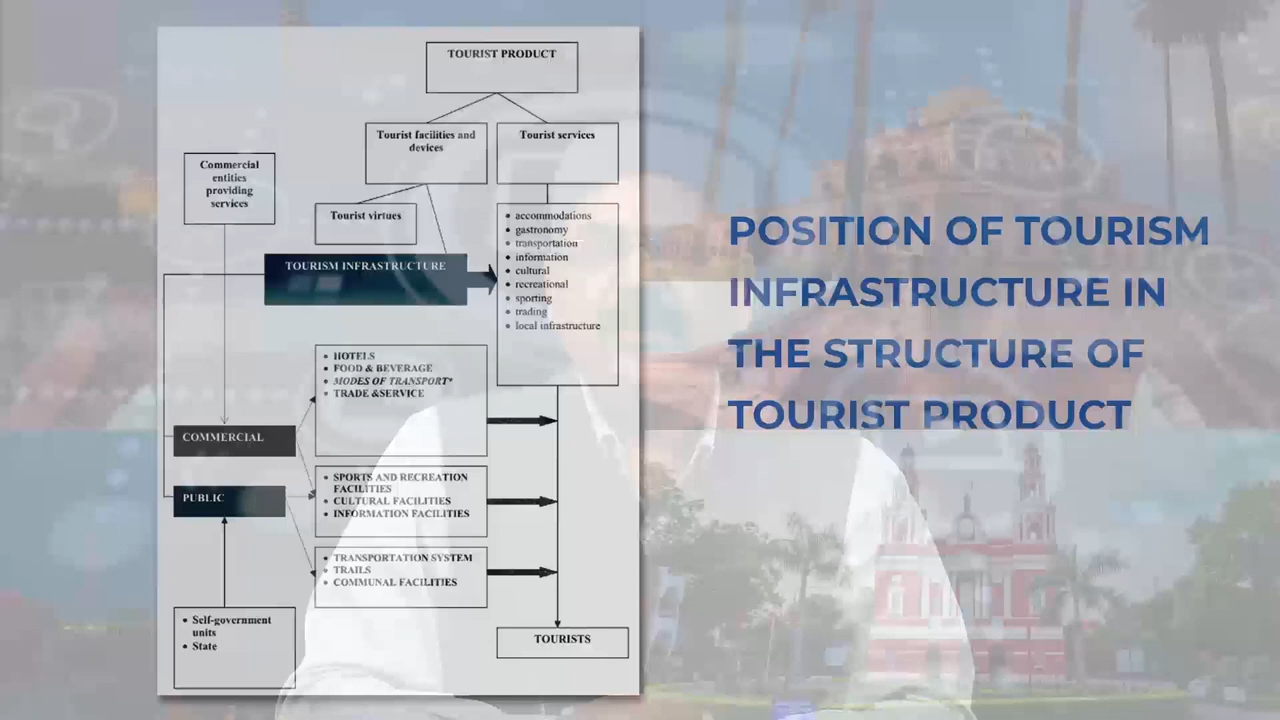 TOURIST PRODUCT
Tourist facilities and
devices
Tourist services
Commercial
entities
providing
services
Tourist virtues
• accommodations
• gastronomy
• transportation
• information
• cultural
• recreational
• sporting
• trading
• local infrastructure
TOURISM INFRASTRUCTURE
• HOTELS
• FOOD & BEVERAGE
• MODES OF TRANSPORT*
• TRADE &SERVICE
COMMERCIAL
• SPORTS AND RECREATION
FACILITIES
• CULTURAL FACILITIES
• INFORMATION FACILITIES
PUBLIC
• TRANSPORTATION SYSTEM
• TRAILS
• COMMUNAL FACILITIES
• Self-government
units
• State
TOURISTS
POSITION OF TOURISM
INFRASTRUCTURE IN
THE STRUCTURE OF
TOURIST PRODUCT